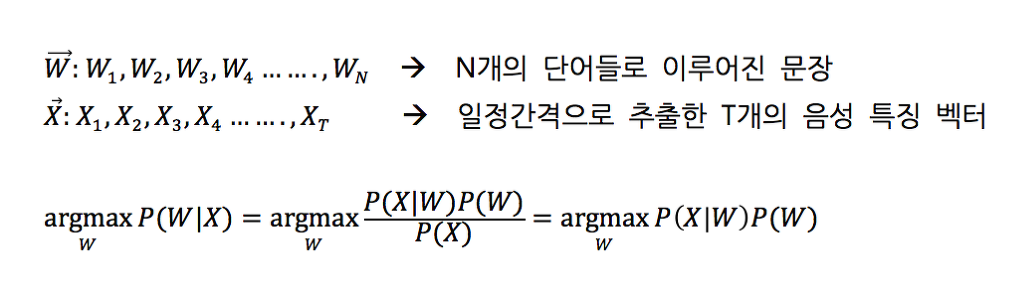 W⃗: W₁, W₂, W₃, W₄ … … ., W_N → N개의 단어들로 이루어진 문장
X⃗: X₁, X₂, X₃, X₄ … … ., X_T → 일정간격으로 추출한 T개의 음성 특징 벡터
argmax_W P(W|X) = argmax_W P(X|W)P(W) / P(X) = argmax_W P(X|W)P(W)